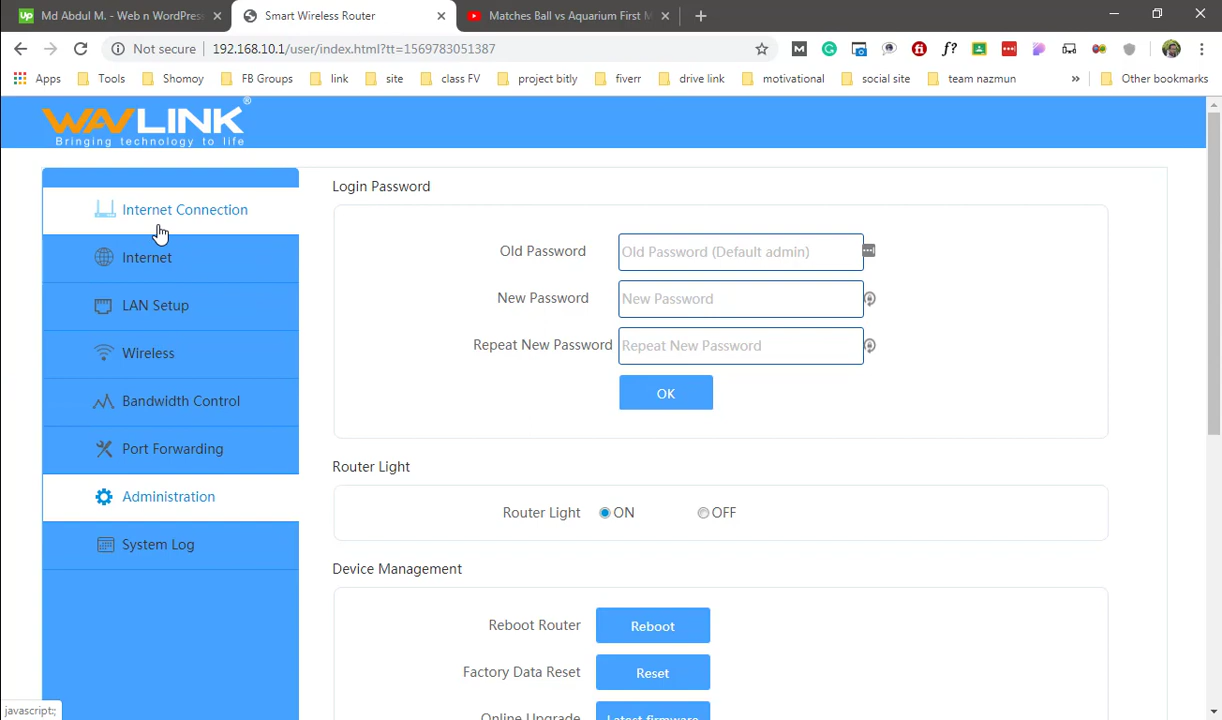 Md Abdul M. - Web n WordPress
Smart Wireless Router
Matches Ball vs Aquarium First M
Not secure
192.168.10.1/user/index.html?tt=1569783051387
Apps
Tools
Shomoy
FB Groups
link
site
class FV
project bitly
fiverr
drive link
motivational
social site
team nazmun
»
Other bookmarks
WAVLINK®
Bringing technology to life
Internet Connection
Internet
LAN Setup
Wireless
Bandwidth Control
Port Forwarding
Administration
System Log
Login Password
Old Password
Old Password (Default admin)
New Password
New Password
Repeat New Password
Repeat New Password
OK
Router Light
Router Light
ON
OFF
Device Management
Reboot Router
Reboot
Factory Data Reset
Reset
Online Upgrade
Latest firmware
javascript:;